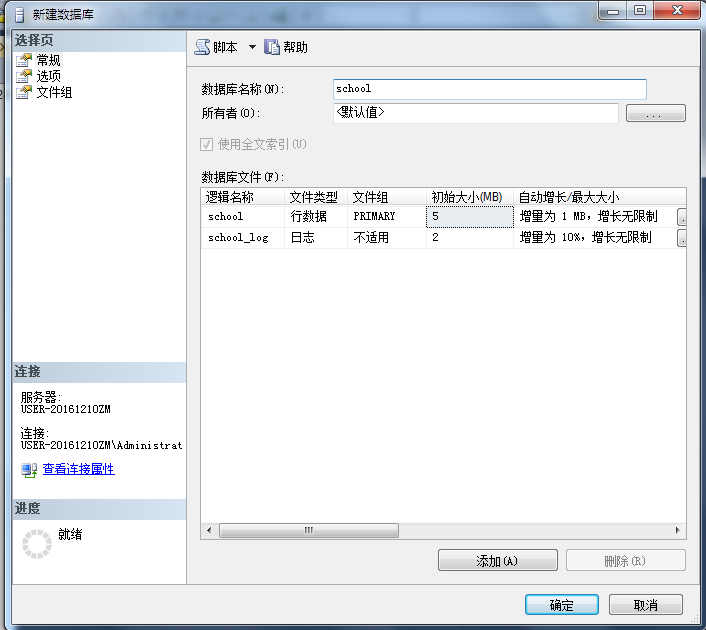 新建数据库
选择页
常规
选项
文件组
脚本 帮助
数据库名称(N): school
所有者(O): <默认值> ...
使用全文索引(U)
数据库文件(F):
逻辑名称 文件类型 文件组 初始大小(MB) 自动增长/最大大小
school 行数据 PRIMARY 5 增量为 1 MB，增长无限制
school_log 日志 不适用 2 增量为 10%，增长无限制
连接
服务器:
USER-20161210ZM
连接:
USER-20161210ZM\Administrat
查看连接属性
进度
就绪
添加(A) 删除(R)
确定 取消